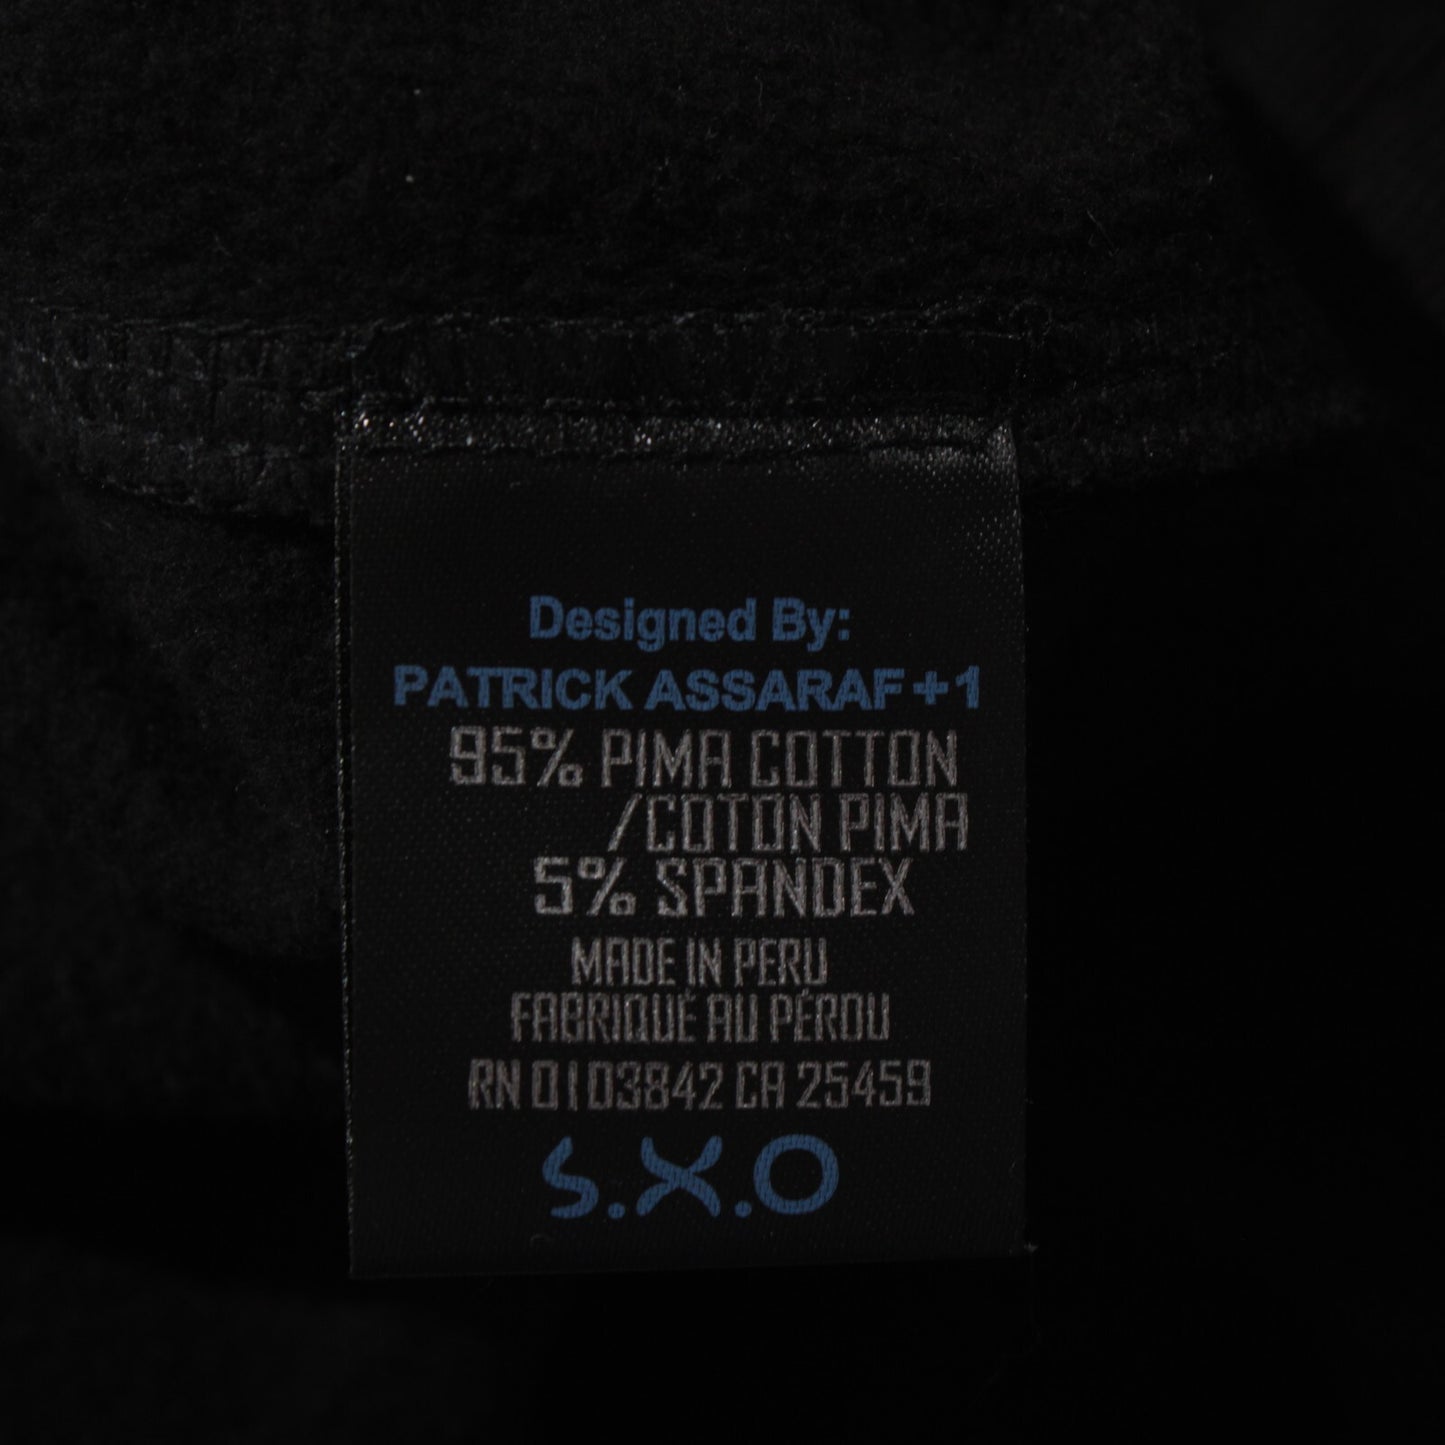 Designed By:
PATRICK ASSARAF+1
95% PIMA COTTON
/COTON PIMA
5% SPANDEX
MADE IN PERU
FABRIQUÉ AU PÉROU
RN 0103842 CA 25459
S.X.O